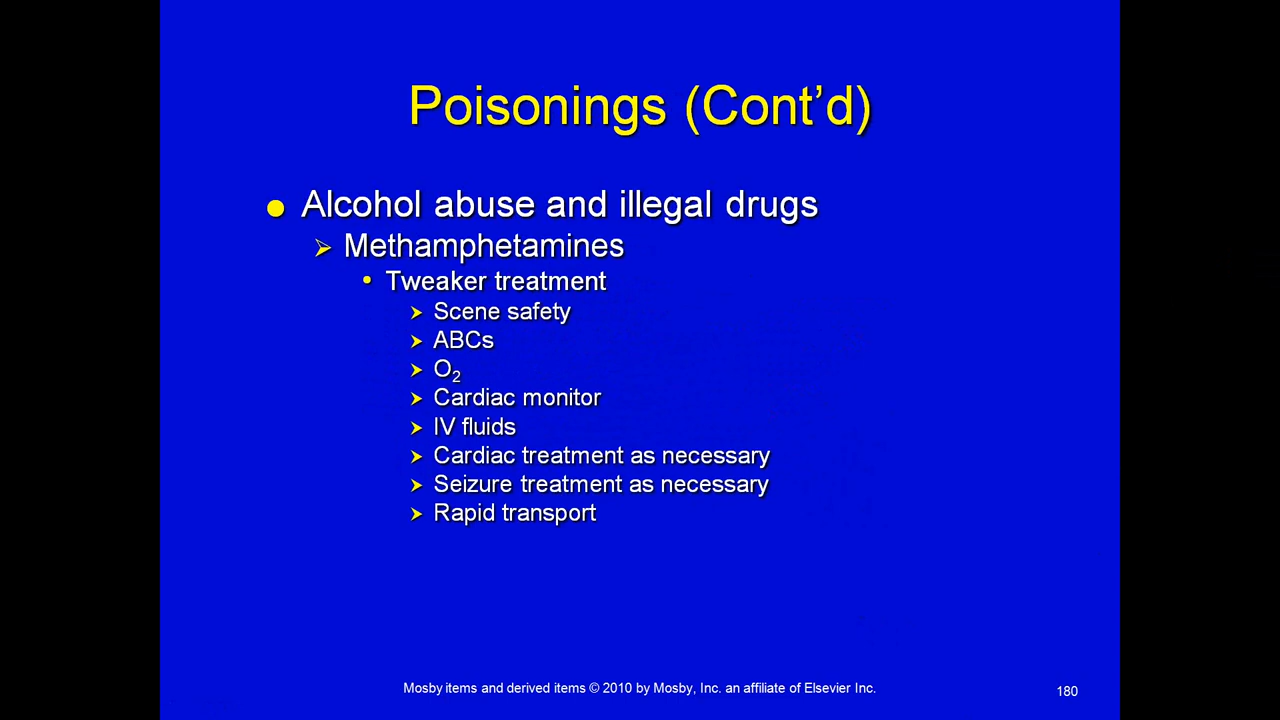 Poisonings (Cont’d)
Alcohol abuse and illegal drugs
Methamphetamines
Tweaker treatment
Scene safety
ABCs
O2
Cardiac monitor
IV fluids
Cardiac treatment as necessary
Seizure treatment as necessary
Rapid transport
Mosby items and derived items © 2010 by Mosby, Inc. an affiliate of Elsevier Inc.
180